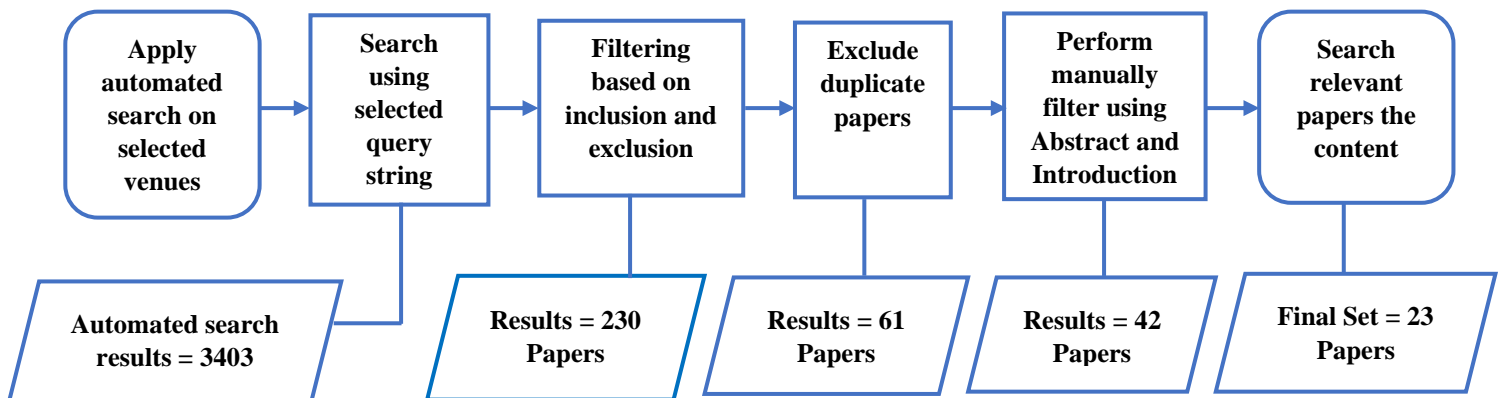 Apply
automated
search on
selected
venues
Search
using
selected
query
string
Filtering
based on
inclusion and
exclusion
Exclude
duplicate
papers
Perform
manually
filter using
Abstract and
Introduction
Search
relevant
papers the
content
Automated search
results = 3403
Results = 230
Papers
Results = 61
Papers
Results = 42
Papers
Final Set = 23
Papers